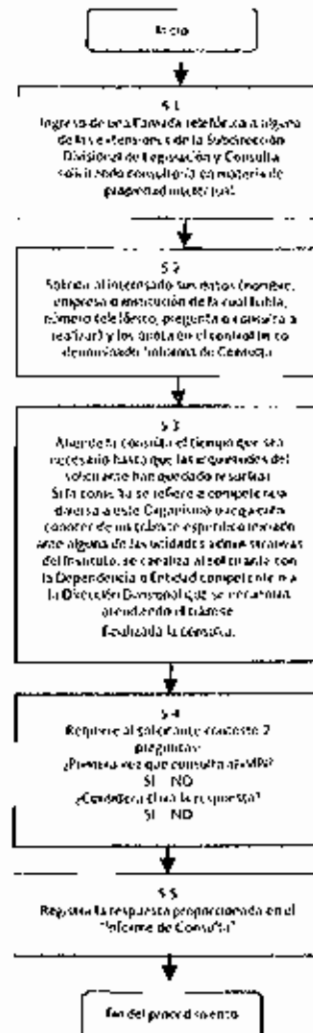 Inicio
5.1
Ingreso de una llamada telefónica a alguna
de las extensiones de la Subdirección
Divisional de Legislación y Consulta
solicitando consultoría en materia de
propiedad intelectual
5.2
Solicita al interesado sus datos (nombre,
empresa o institución de la cual habla,
número telefónico, pregunta o consulta a
realizar) y los anota en el control
denominado Informe de Consulta
5.3
Atiende la consulta el tiempo que sea
necesario hasta que las inquietudes del
solicitante han quedado resueltas
Si la consulta se refiere a competencia
diversa a este Organismo o requiere
conocer de un trámite específico
ante alguna de las unidades administrativas
del Instituto, se canaliza al solicitante con
la Dependencia o Entidad competente o a
la Dirección Divisional que se encuentra
atendiendo el trámite
Finalizada la consulta.
5.4
Requiere al solicitante conteste 2
preguntas:
¿Primera vez que consulta al IMPI?
SI NO
¿Considera útil la respuesta?
SI NO
5.5
Registra la respuesta proporcionada en el
"Informe de Consulta"
Fin del procedimiento